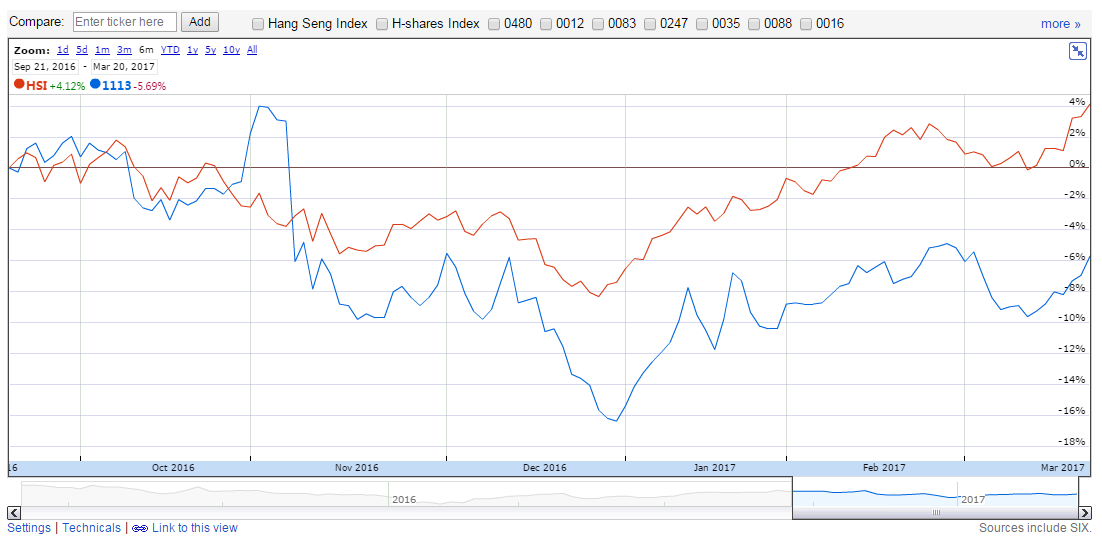 Compare: Enter ticker here Add Hang Seng Index H-shares Index 0480 0012 0083 0247 0035 0088 0016 more »
Zoom: 1d 5d 1m 3m 6m YTD 1y 5y 10y All
Sep 21, 2016 - Mar 20, 2017
HSI +4.12% 1113 -5.69%
4%
2%
0%
-2%
-4%
-6%
-8%
-10%
-12%
-14%
-16%
-18%
16 Oct 2016 Nov 2016 Dec 2016 Jan 2017 Feb 2017 Mar 2017
2016 2017
Settings | Technicals | Link to this view Sources include SIX.